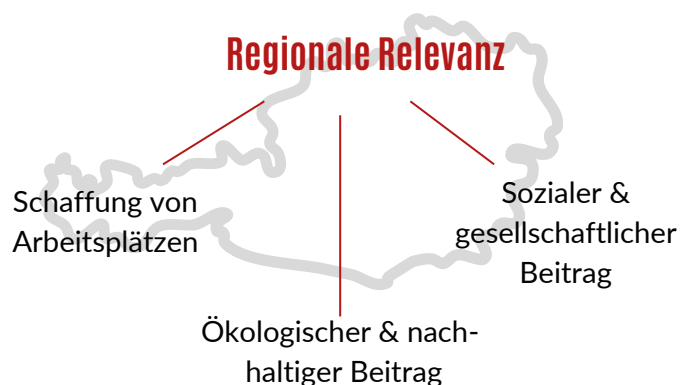 Regionale Relevanz
Schaffung von
Arbeitsplätzen
Sozialer &
gesellschaftlicher
Beitrag
Ökologischer & nach-
haltiger Beitrag